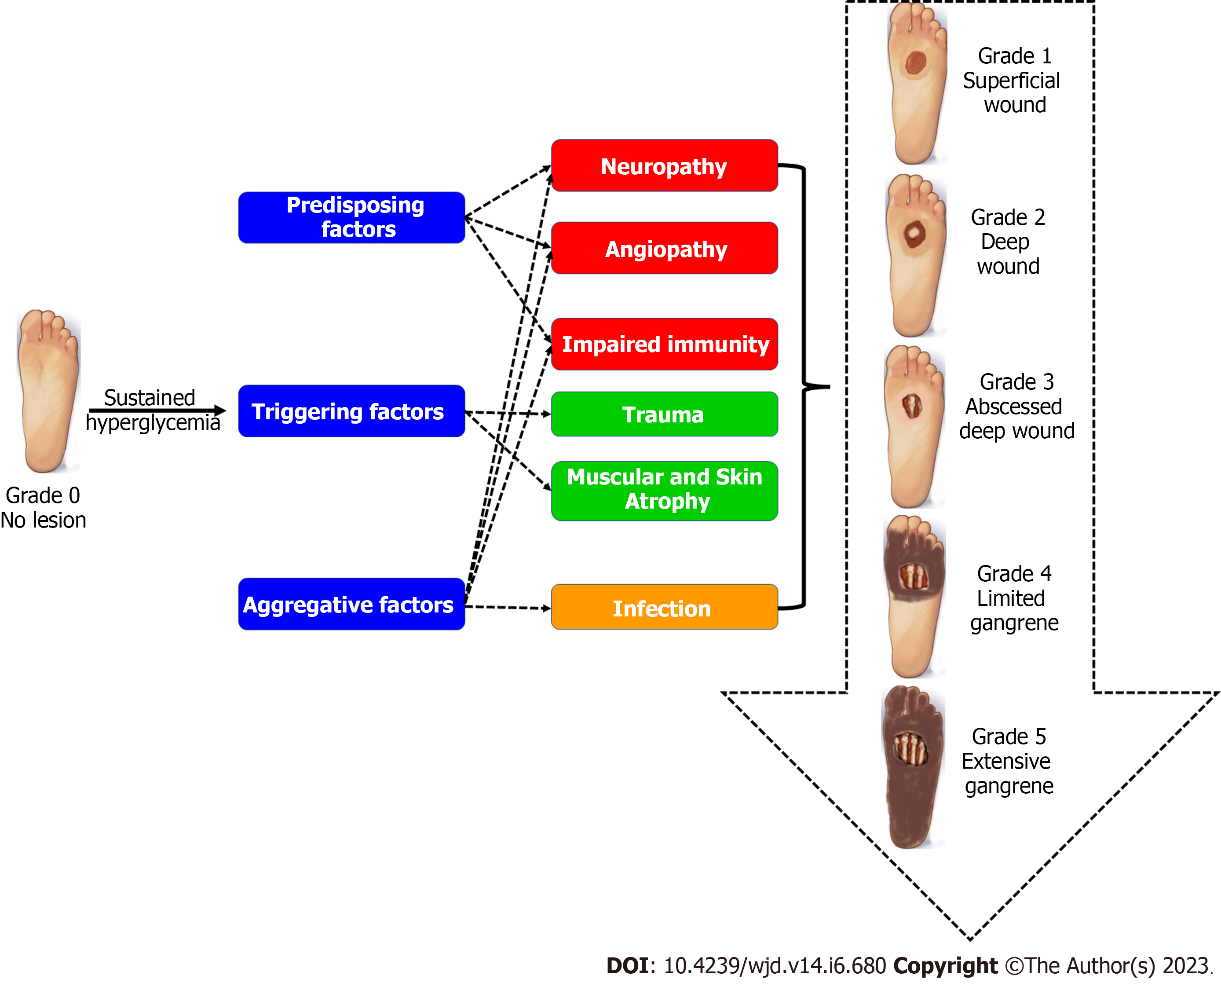 Grade 0
No lesion
Sustained
hyperglycemia
Predisposing
factors
Triggering factors
Aggregative factors
Neuropathy
Angiopathy
Impaired immunity
Trauma
Muscular and Skin
Atrophy
Infection
Grade 1
Superficial
wound
Grade 2
Deep
wound
Grade 3
Abscessed
deep wound
Grade 4
Limited
gangrene
Grade 5
Extensive
gangrene
DOI: 10.4239/wjd.v14.i6.680 Copyright ©The Author(s) 2023.